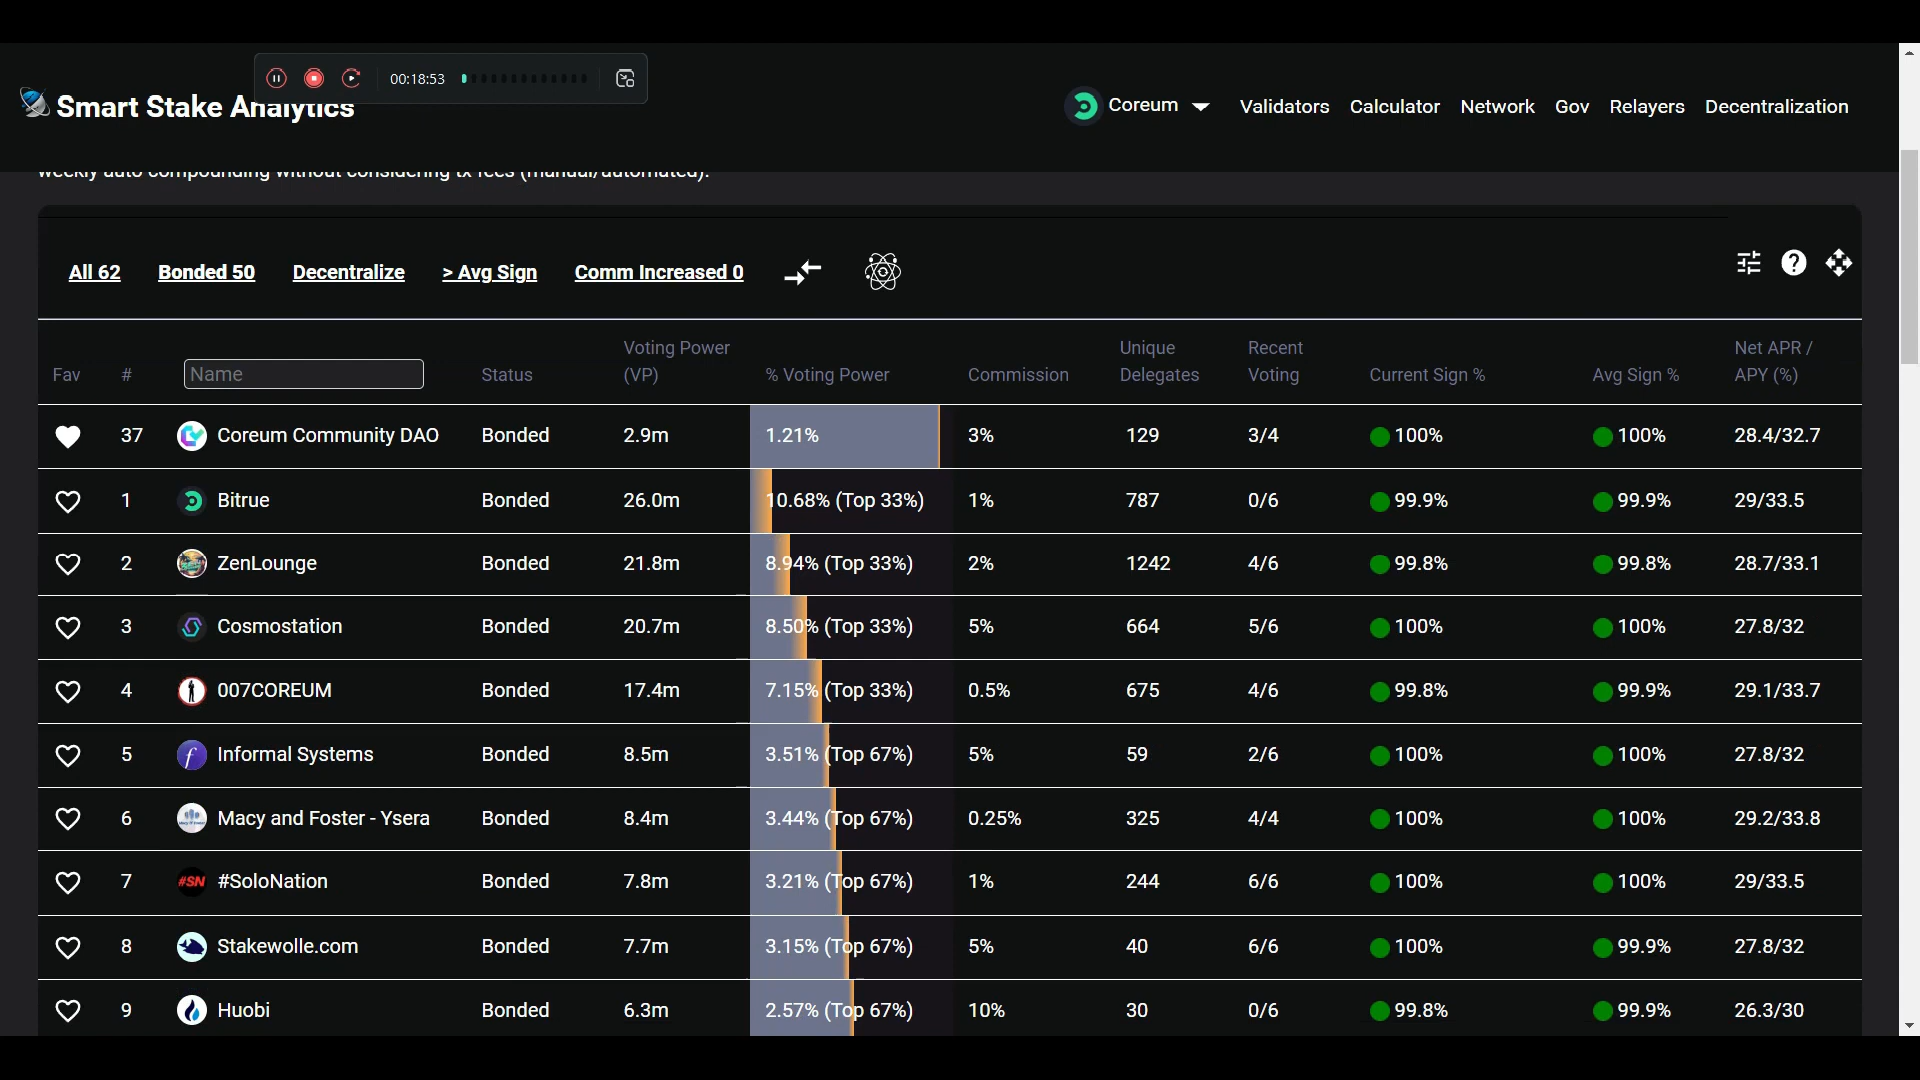 00:18:53
Smart Stake Analytics
Coreum
Validators Calculator Network Gov Relayers Decentralization
weekly auto compounding without considering tx fees (manual/automated).
All 62 Bonded 50 Decentralize > Avg Sign Comm Increased 0
Fav # Name Status Voting Power (VP) % Voting Power Commission Unique Delegates Recent Voting Current Sign % Avg Sign % Net APR / APY (%)
37 Coreum Community DAO Bonded 2.9m 1.21% 3% 129 3/4 100% 100% 28.4/32.7
1 Bitrue Bonded 26.0m 10.68% (Top 33%) 1% 787 0/6 99.9% 99.9% 29/33.5
2 ZenLounge Bonded 21.8m 8.94% (Top 33%) 2% 1242 4/6 99.8% 99.8% 28.7/33.1
3 Cosmostation Bonded 20.7m 8.50% (Top 33%) 5% 664 5/6 100% 100% 27.8/32
4 007COREUM Bonded 17.4m 7.15% (Top 33%) 0.5% 675 4/6 99.8% 99.9% 29.1/33.7
5 Informal Systems Bonded 8.5m 3.51% (Top 67%) 5% 59 2/6 100% 100% 27.8/32
6 Macy and Foster - Ysera Bonded 8.4m 3.44% (Top 67%) 0.25% 325 4/4 100% 100% 29.2/33.8
7 #SN #SoloNation Bonded 7.8m 3.21% (Top 67%) 1% 244 6/6 100% 100% 29/33.5
8 Stakewolle.com Bonded 7.7m 3.15% (Top 67%) 5% 40 6/6 100% 99.9% 27.8/32
9 Huobi Bonded 6.3m 2.57% (Top 67%) 10% 30 0/6 99.8% 99.9% 26.3/30